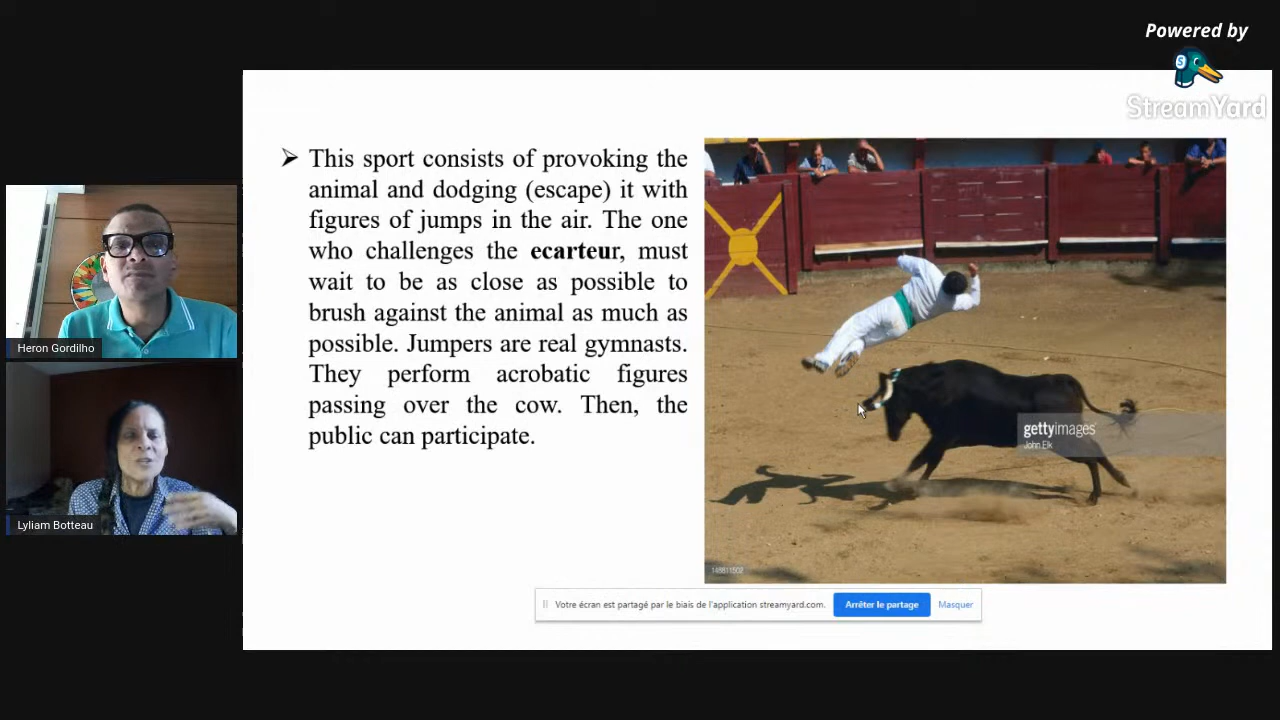 Powered by
StreamYard
➢ This sport consists of provoking the
animal and dodging (escape) it with
figures of jumps in the air. The one
who challenges the ecarteur, must
wait to be as close as possible to
brush against the animal as much as
possible. Jumpers are real gymnasts.
They perform acrobatic figures
passing over the cow. Then, the
public can participate.
Heron Gordilho
Lyliam Botteau
gettyimages
John Elk
148811502
Votre écran est partagé par le biais de l'application streamyard.com.
Arrêter le partage
Masquer